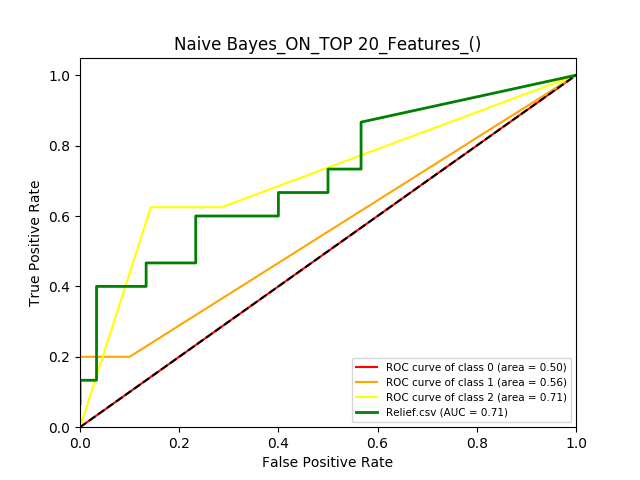 Naive Bayes_ON_TOP 20_Features_()
True Positive Rate
1.0
0.8
0.6
0.4
0.2
0.0
0.0 0.2 0.4 0.6 0.8 1.0
False Positive Rate
ROC curve of class 0 (area = 0.50)
ROC curve of class 1 (area = 0.56)
ROC curve of class 2 (area = 0.71)
Relief.csv (AUC = 0.71)